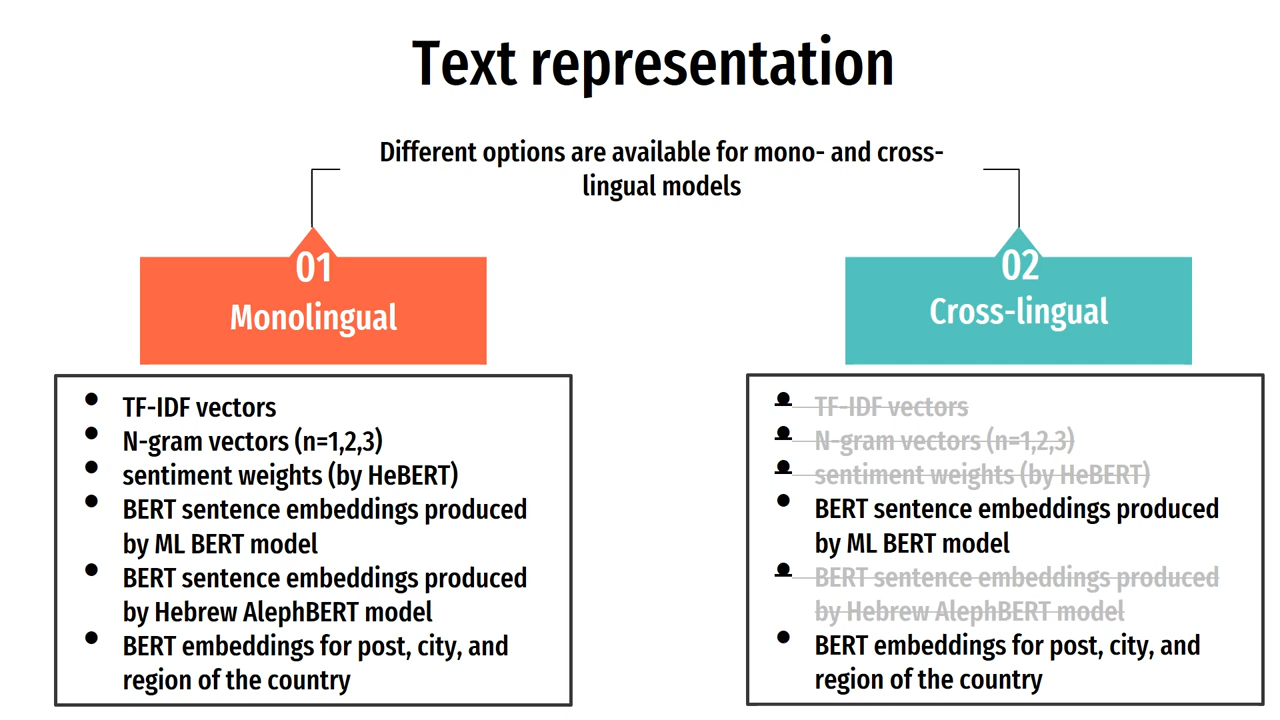 Text representation
Different options are available for mono- and cross-
lingual models
01
Monolingual
● TF-IDF vectors
● N-gram vectors (n=1,2,3)
● sentiment weights (by HeBERT)
● BERT sentence embeddings produced
by ML BERT model
● BERT sentence embeddings produced
by Hebrew AlephBERT model
● BERT embeddings for post, city, and
region of the country
02
Cross-lingual
● TF-IDF vectors
● N-gram vectors (n=1,2,3)
● sentiment weights (by HeBERT)
● BERT sentence embeddings produced
by ML BERT model
● BERT sentence embeddings produced
by Hebrew AlephBERT model
● BERT embeddings for post, city, and
region of the country